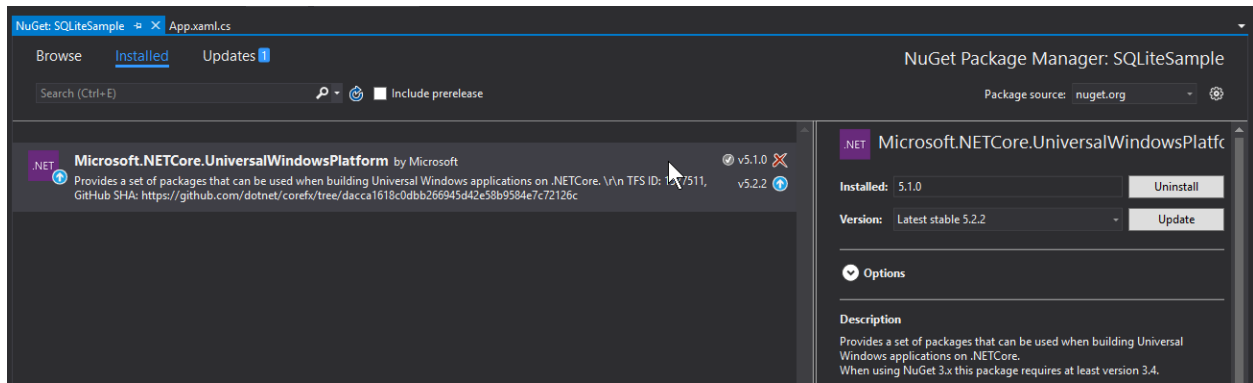 NuGet: SQLiteSample App.xaml.cs
Browse Installed Updates 1
NuGet Package Manager: SQLiteSample
Search (Ctrl+E) Include prerelease
Package source: nuget.org
.NET Microsoft.NETCore.UniversalWindowsPlatform by Microsoft v5.1.0
Provides a set of packages that can be used when building Universal Windows applications on .NETCore. \r\n TFS ID: v5.2.2
GitHub SHA: https://github.com/dotnet/corefx/tree/dacca1618c0dbb266945d42e58b9584e7c72126c
.NET Microsoft.NETCore.UniversalWindowsPlatfc
Installed: 5.1.0 Uninstall
Version: Latest stable 5.2.2 Update
Options
Description
Provides a set of packages that can be used when building Universal
Windows applications on .NETCore.
When using NuGet 3.x this package requires at least version 3.4.